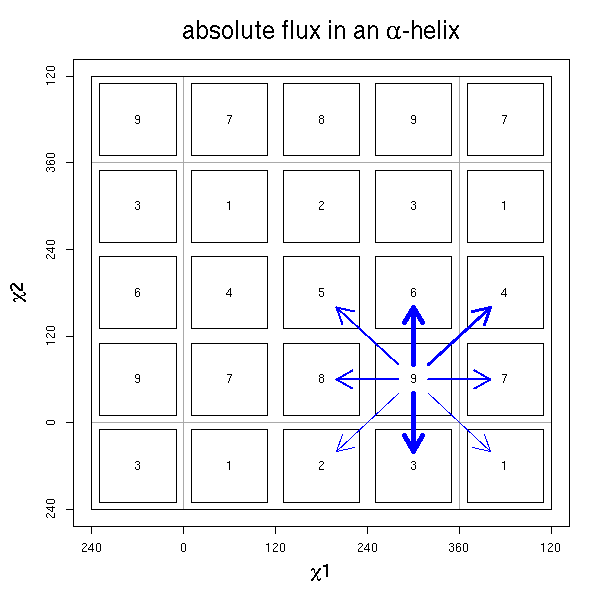 absolute flux in an α-helix
120
9 7 8 9 7
360
3 1 2 3 1
240
χ2
6 4 5 6 4
120
9 7 8 9 7
0
3 1 2 3 1
240
240 0 120 240 360 120
χ1